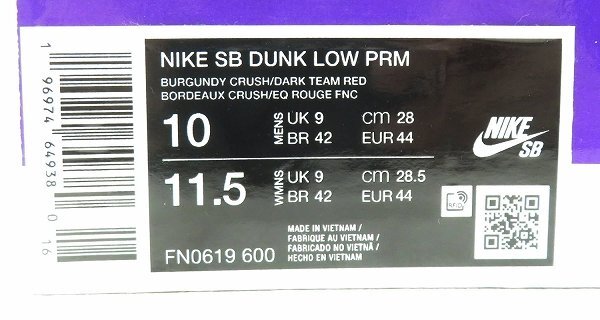 NIKE SB DUNK LOW PRM
BURGUNDY CRUSH/DARK TEAM RED
BORDEAUX CRUSH/EQ ROUGE FNC
10 MENS UK 9 CM 28
BR 42 EUR 44
11.5 WMNS UK 9 CM 28.5
BR 42 EUR 44
NIKE
SB
RFID
MADE IN VIETNAM /
FABRIQUE AU VIETNAM /
FABRICADO NO VIETNÃ /
HECHO EN VIETNAM
FN0619 600
1 96974 64938 0 16